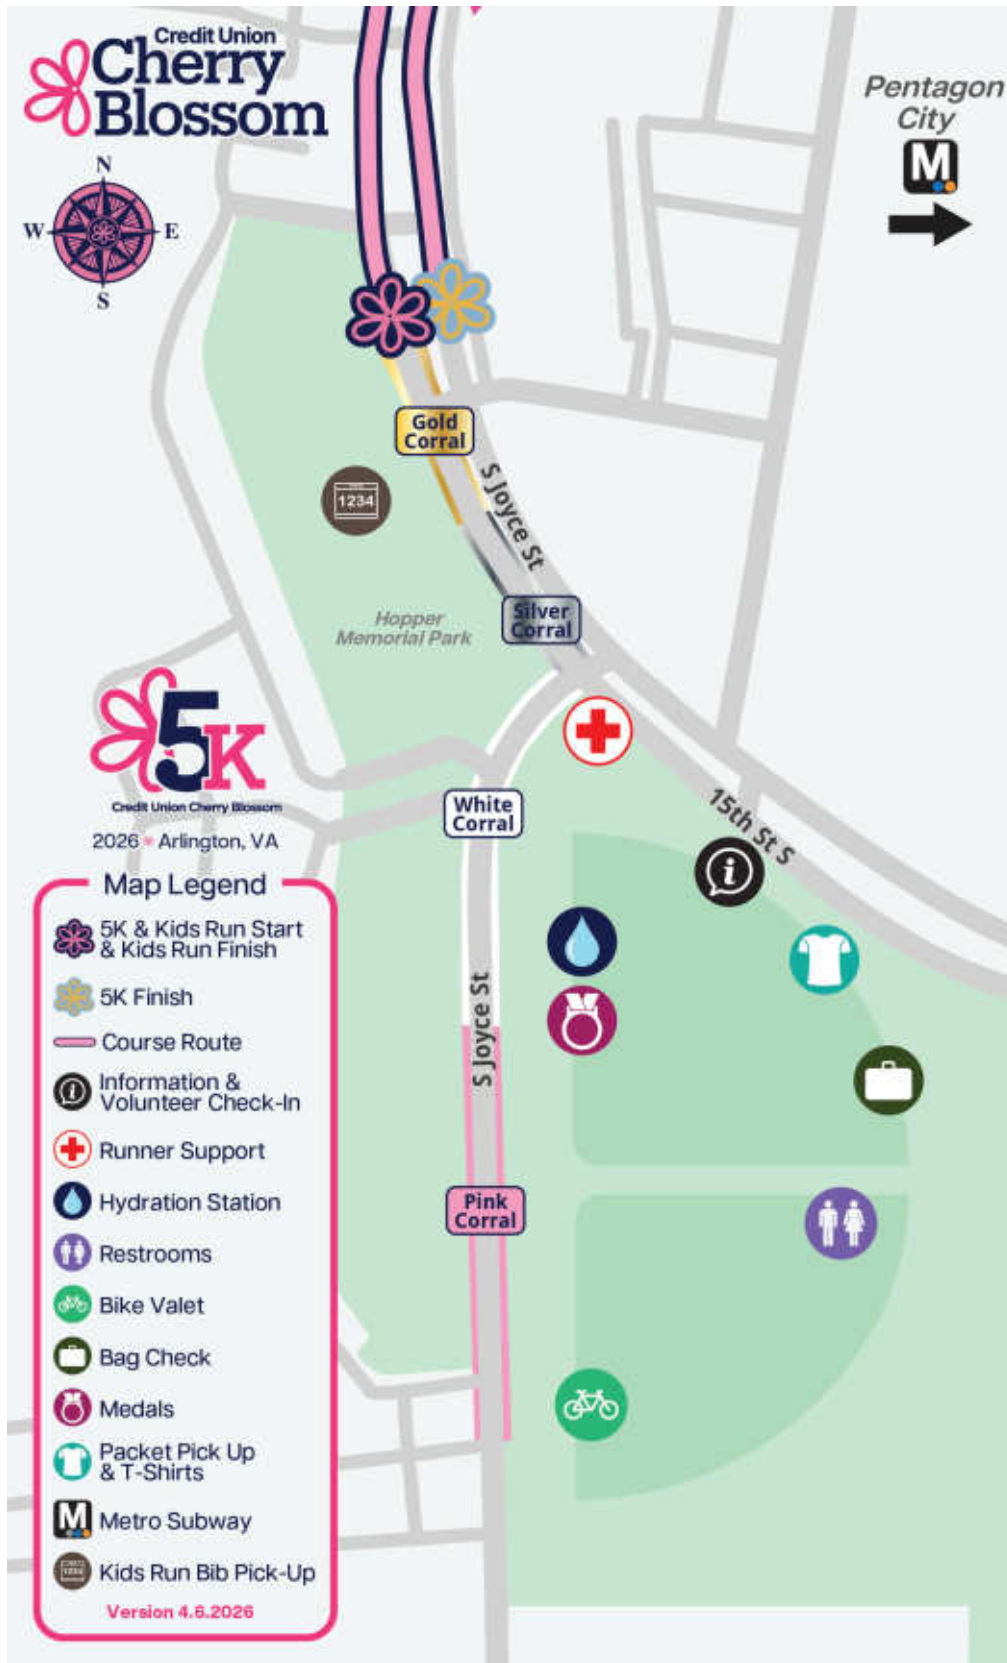 Credit Union
Cherry
Blossom
N
W
E
S
Pentagon
City
M
Gold
Corral
S Joyce St
1234
Silver
Corral
Hopper
Memorial Park
5K
Credit Union Cherry Blossom
2026 Arlington, VA
White
Corral
15th St S
i
S Joyce St
Pink
Corral
Map Legend
5K & Kids Run Start
& Kids Run Finish
5K Finish
Course Route
i
Information &
Volunteer Check-In
Runner Support
Hydration Station
Restrooms
Bike Valet
Bag Check
Medals
Packet Pick Up
& T-Shirts
M
Metro Subway
1234
Kids Run Bib Pick-Up
Version 4.6.2026